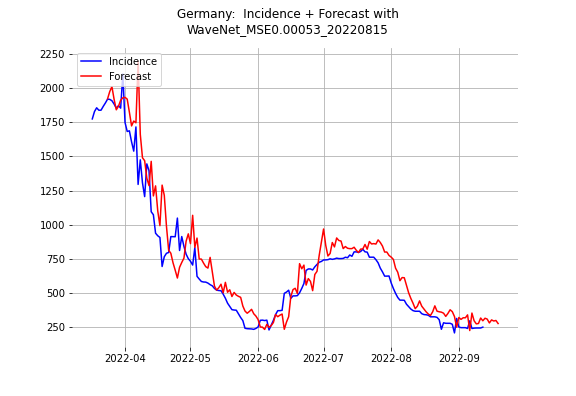 Germany: Incidence + Forecast with
WaveNet_MSE0.00053_20220815
Incidence
Forecast
2250
2000
1750
1500
1250
1000
750
500
250
2022-04 2022-05 2022-06 2022-07 2022-08 2022-09